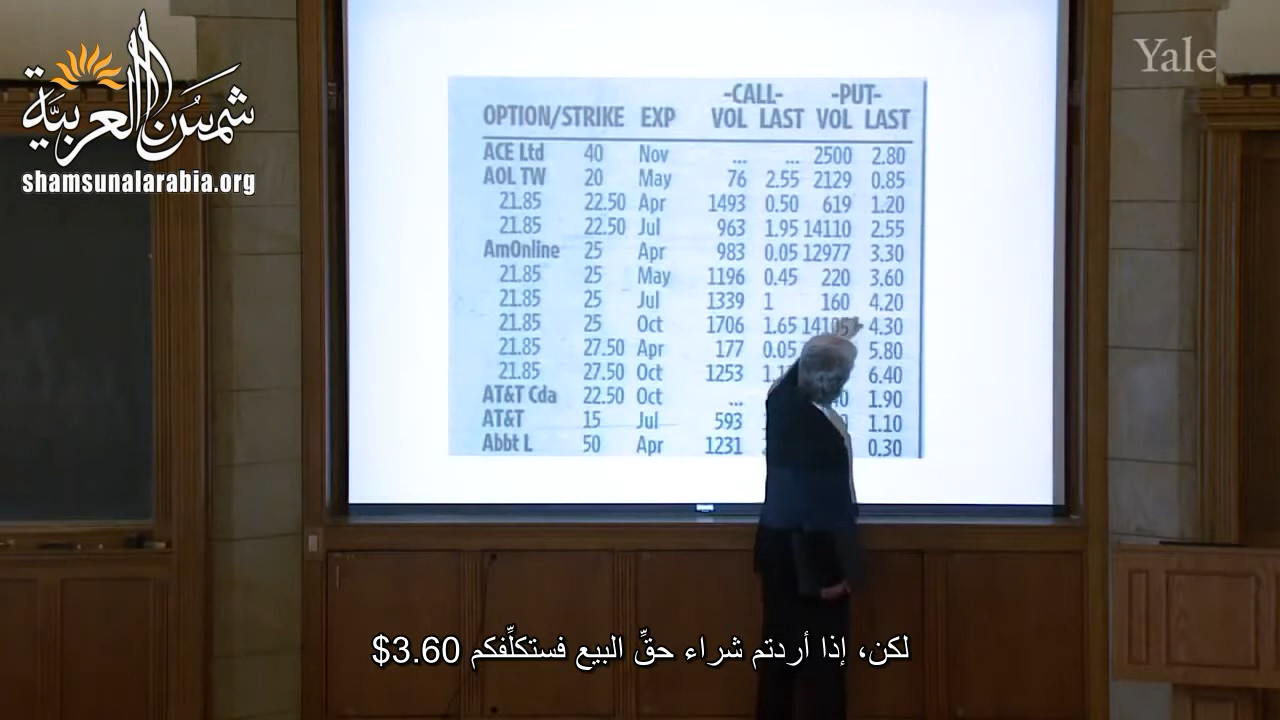 شمسُ العربيّة
shamsunalarabia.org
Yale
-CALL- -PUT-
OPTION/STRIKE EXP VOL LAST VOL LAST
ACE Ltd 40 Nov ... ... 2500 2.80
AOL TW 20 May 76 2.55 2129 0.85
21.85 22.50 Apr 1493 0.50 619 1.20
21.85 22.50 Jul 963 1.95 14110 2.55
AmOnline 25 Apr 983 0.05 12977 3.30
21.85 25 May 1196 0.45 220 3.60
21.85 25 Jul 1339 1 160 4.20
21.85 25 Oct 1706 1.65 4.30
21.85 27.50 Apr 177 0.05 5.80
21.85 27.50 Oct 1253 6.40
AT&T Cda 22.50 Oct ... 1.90
AT&T 15 Jul 593 1.10
Abbt L 50 Apr 1231 0.30
لكن، إذا أردتم شراء حقِّ البيع فستكلِّفكم 3.60$